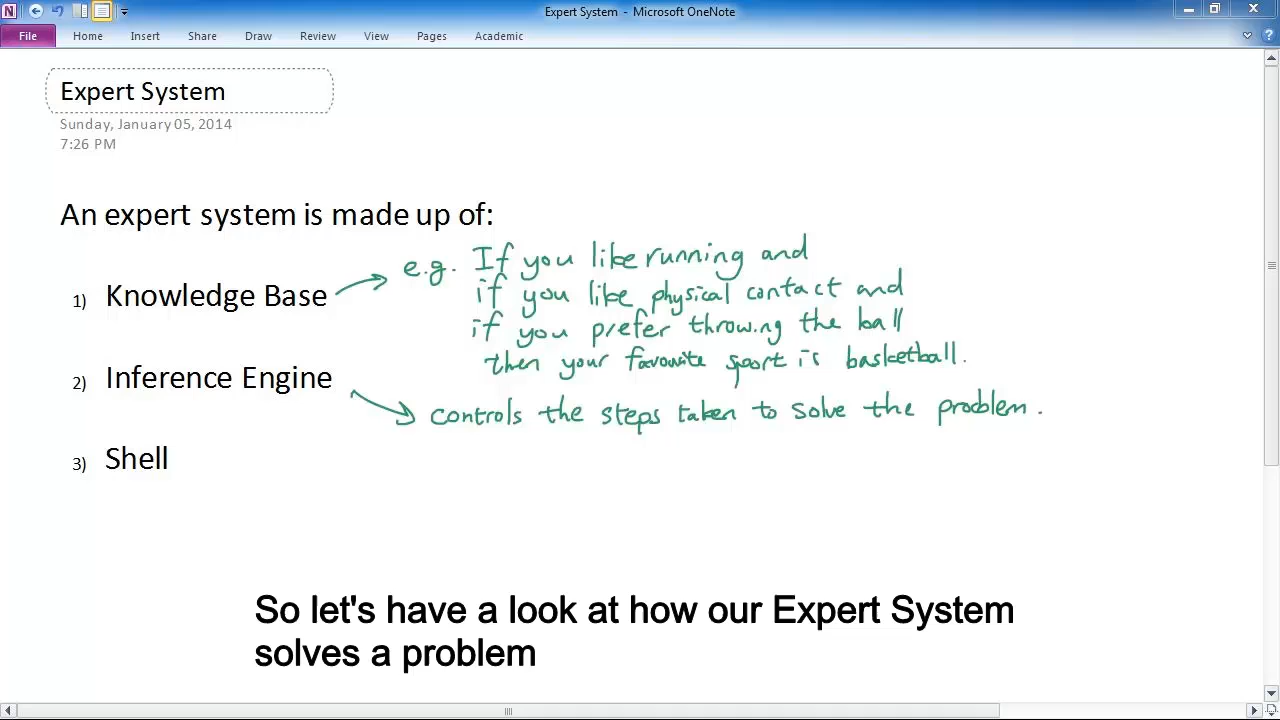 Expert System - Microsoft OneNote
File Home Insert Share Draw Review View Pages Academic
Expert System
Sunday, January 05, 2014
7:26 PM
An expert system is made up of:
1) Knowledge Base
e.g. If you like running and
if you like physical contact and
if you prefer throwing the ball
then your favourite sport is basketball.
2) Inference Engine
controls the steps taken to solve the problem.
3) Shell
So let's have a look at how our Expert System
solves a problem